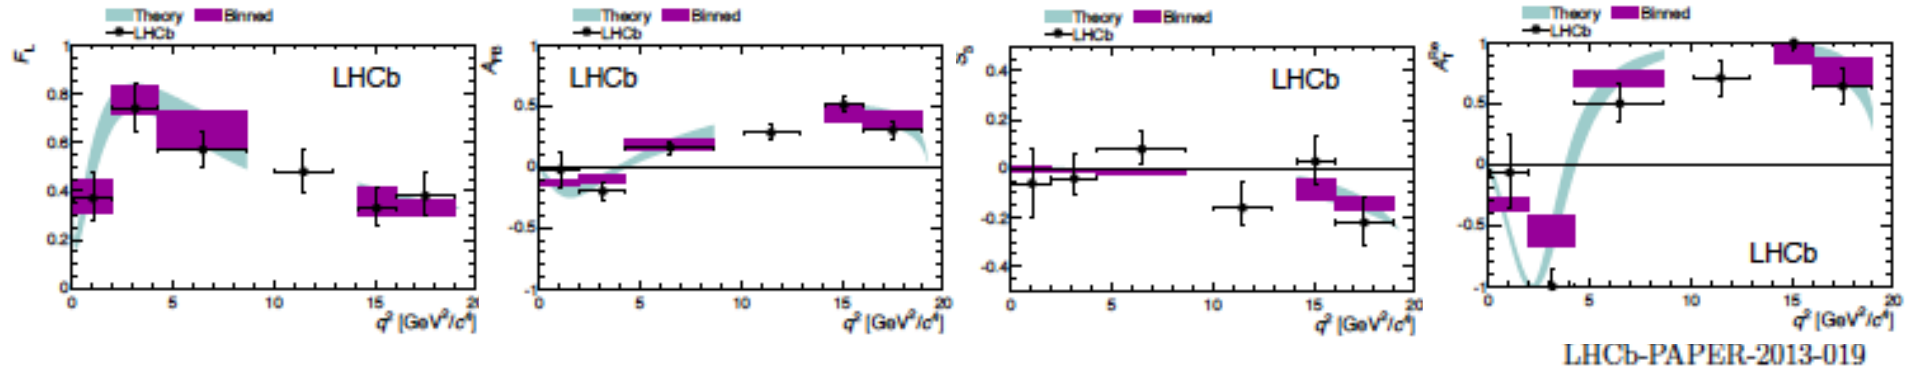 Theory Binned
LHCb
F_L
LHCb
1
0.8
0.6
0.4
0.2
0
0 5 10 15 20
q² [GeV²/c⁴]
Theory Binned
LHCb
A_FB
LHCb
1
0.5
0
-0.5
-1
0 5 10 15 20
q² [GeV²/c⁴]
Theory Binned
LHCb
LHCb
0.4
0.2
0
-0.2
-0.4
0 5 10 15 20
q² [GeV²/c⁴]
Theory Binned
LHCb
A_T^Re
1
0.5
0
-0.5
-1
LHCb
0 5 10 15 20
q² [GeV²/c⁴]
LHCb-PAPER-2013-019